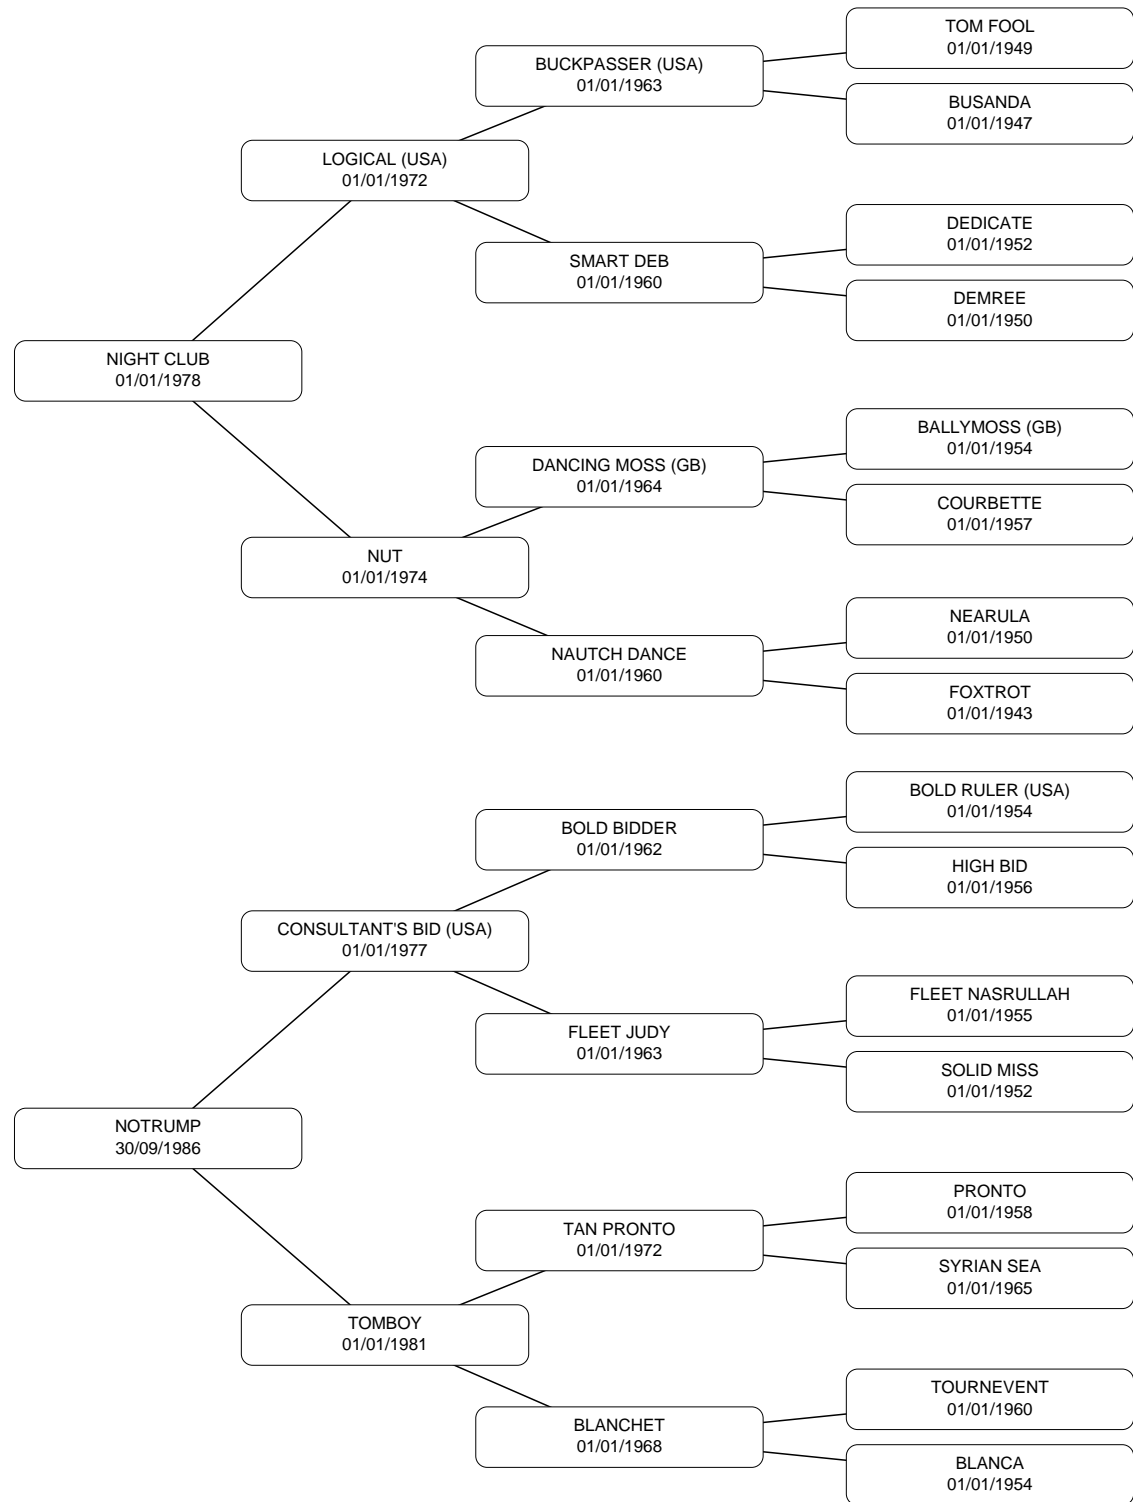 TOM FOOL
01/01/1949
BUCKPASSER (USA)
01/01/1963
BUSANDA
01/01/1947
LOGICAL (USA)
01/01/1972
DEDICATE
01/01/1952
SMART DEB
01/01/1960
DEMREE
01/01/1950
NIGHT CLUB
01/01/1978
BALLYMOSS (GB)
01/01/1954
DANCING MOSS (GB)
01/01/1964
COURBETTE
01/01/1957
NUT
01/01/1974
NEARULA
01/01/1950
NAUTCH DANCE
01/01/1960
FOXTROT
01/01/1943
BOLD RULER (USA)
01/01/1954
BOLD BIDDER
01/01/1962
HIGH BID
01/01/1956
CONSULTANT'S BID (USA)
01/01/1977
FLEET NASRULLAH
01/01/1955
FLEET JUDY
01/01/1963
SOLID MISS
01/01/1952
NOTRUMP
30/09/1986
PRONTO
01/01/1958
TAN PRONTO
01/01/1972
SYRIAN SEA
01/01/1965
TOMBOY
01/01/1981
TOURNEVENT
01/01/1960
BLANCHET
01/01/1968
BLANCA
01/01/1954